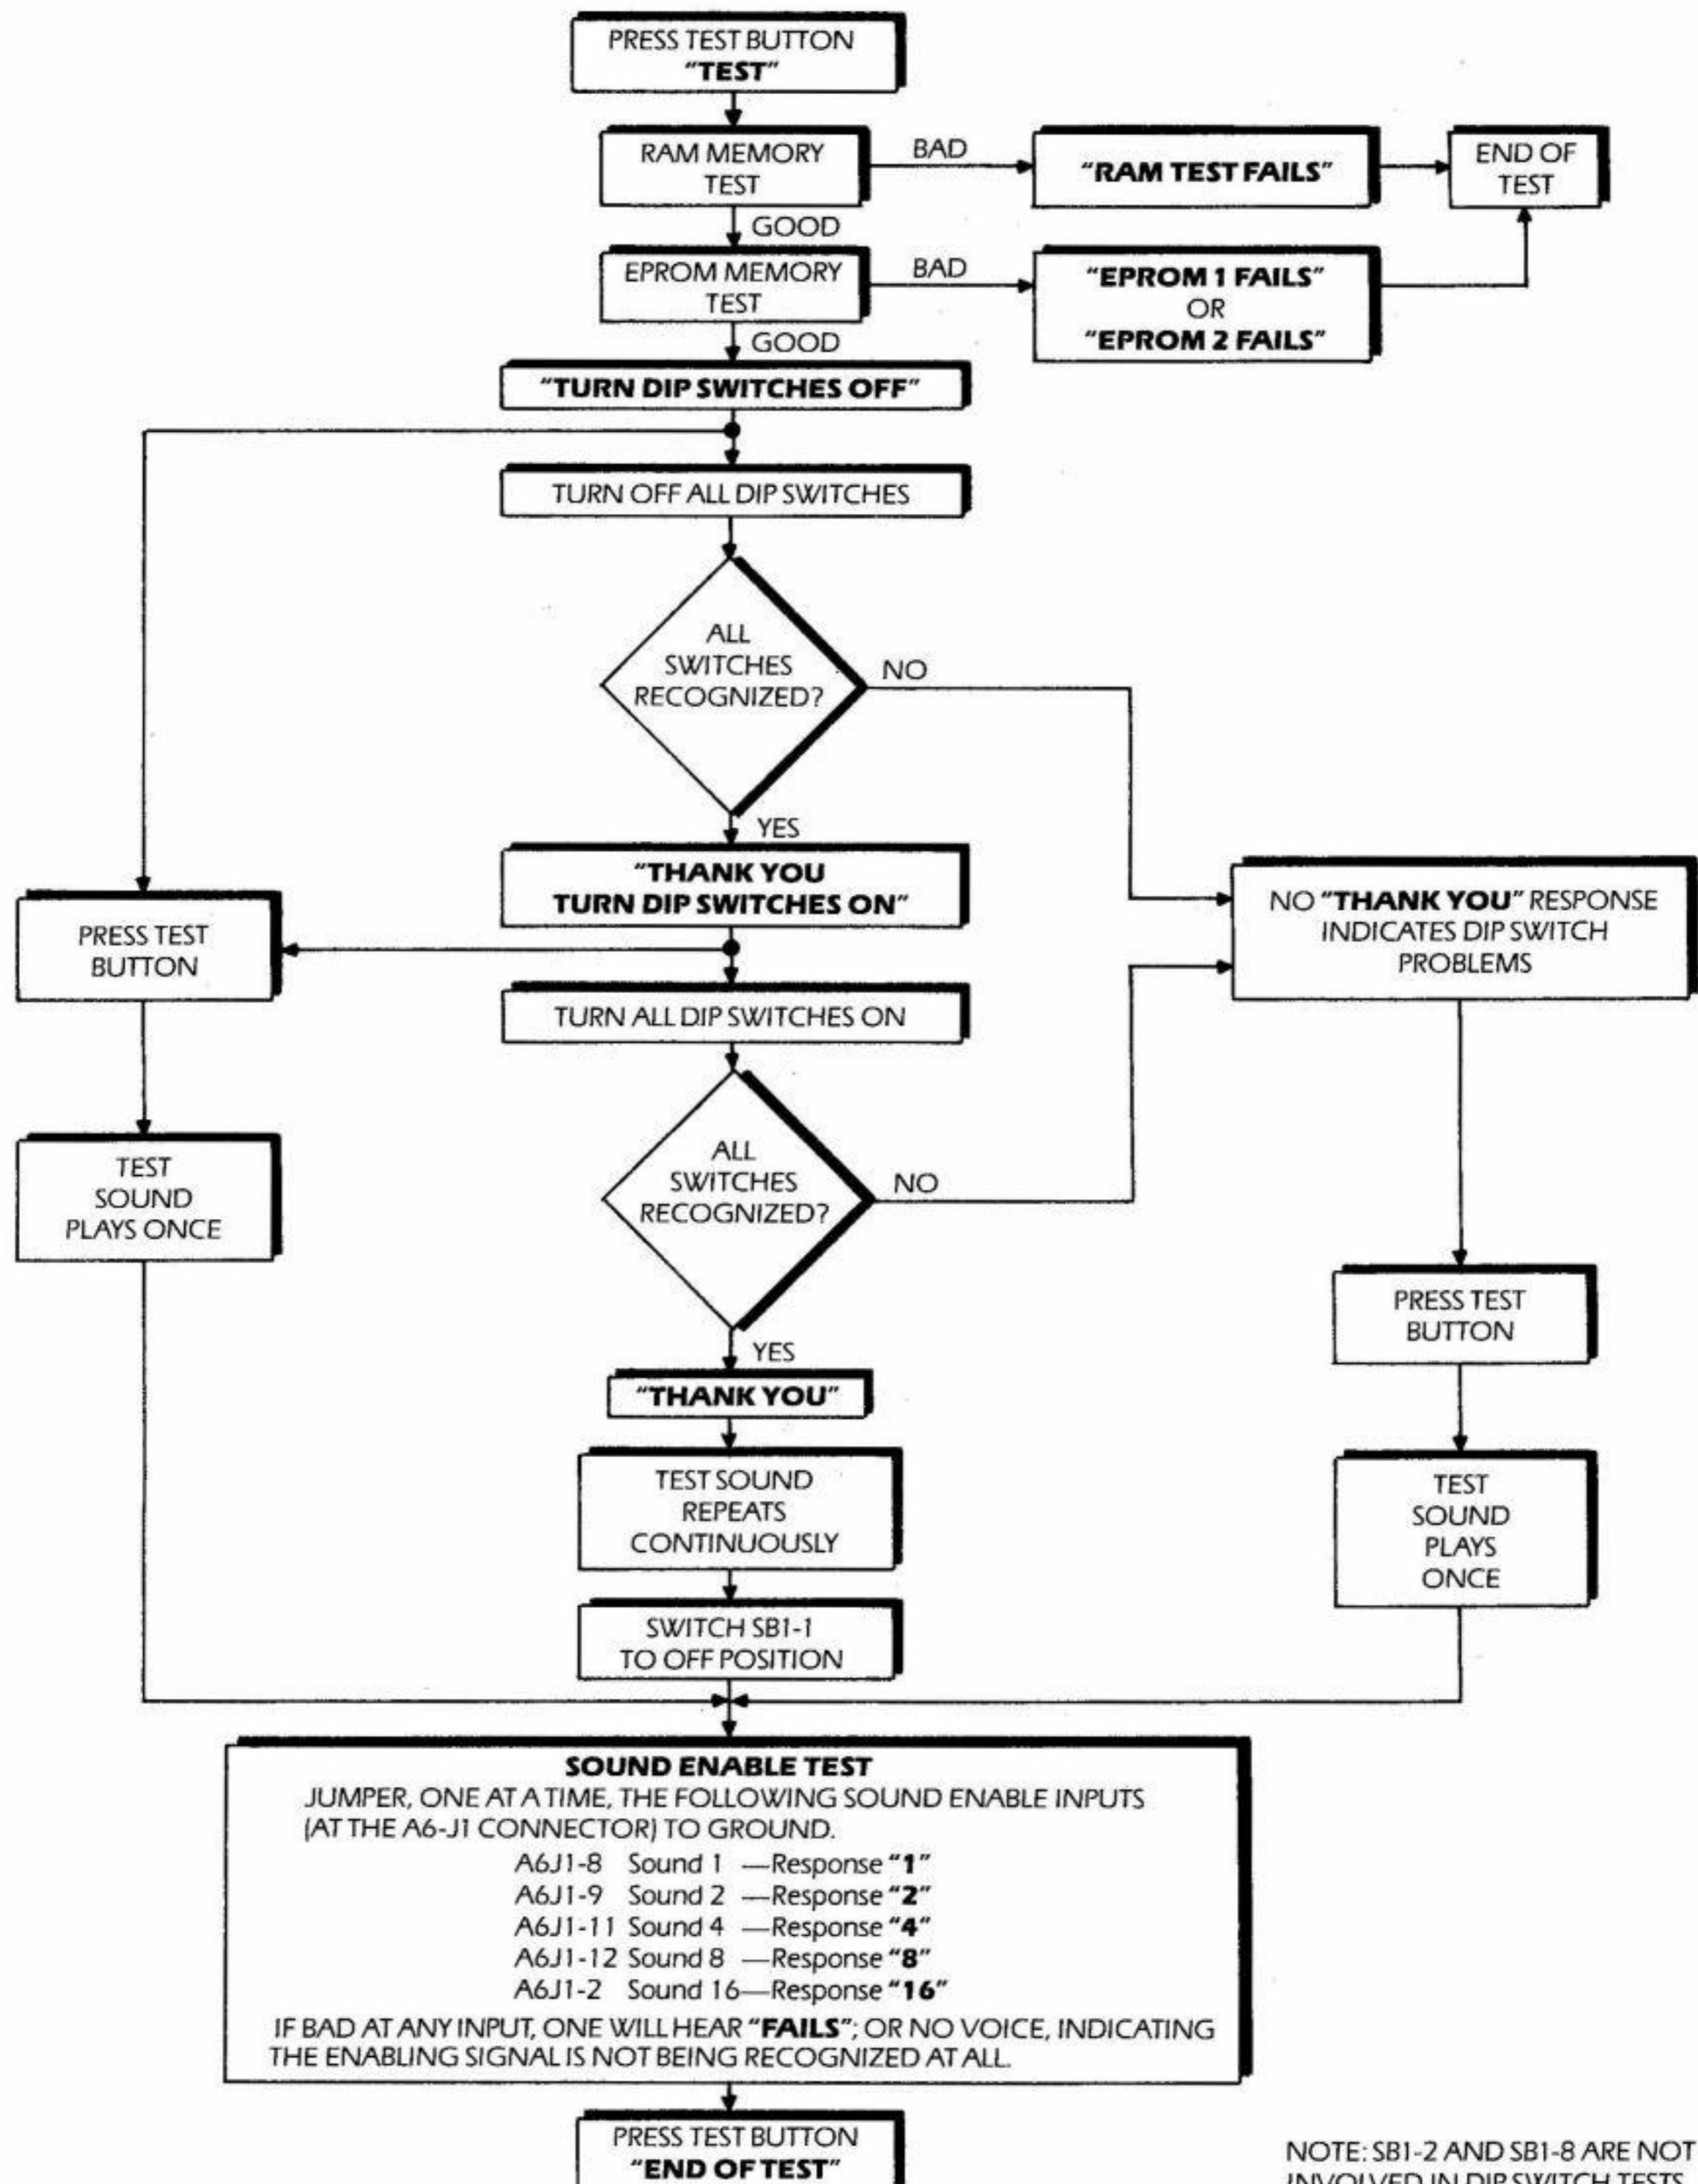 PRESS TEST BUTTON
"TEST"
RAM MEMORY
TEST
BAD
"RAM TEST FAILS"
END OF
TEST
GOOD
EPROM MEMORY
TEST
BAD
"EPROM 1 FAILS"
OR
"EPROM 2 FAILS"
GOOD
"TURN DIP SWITCHES OFF"
TURN OFF ALL DIP SWITCHES
ALL
SWITCHES
RECOGNIZED?
NO
YES
"THANK YOU
TURN DIP SWITCHES ON"
NO "THANK YOU" RESPONSE
INDICATES DIP SWITCH
PROBLEMS
PRESS TEST
BUTTON
TURN ALL DIP SWITCHES ON
TEST
SOUND
PLAYS ONCE
ALL
SWITCHES
RECOGNIZED?
NO
PRESS TEST
BUTTON
YES
"THANK YOU"
TEST SOUND
REPEATS
CONTINUOUSLY
TEST
SOUND
PLAYS
ONCE
SWITCH SB1-1
TO OFF POSITION
SOUND ENABLE TEST
JUMPER, ONE AT A TIME, THE FOLLOWING SOUND ENABLE INPUTS
(AT THE A6-J1 CONNECTOR) TO GROUND.
A6J1-8 Sound 1 —Response "1"
A6J1-9 Sound 2 —Response "2"
A6J1-11 Sound 4 —Response "4"
A6J1-12 Sound 8 —Response "8"
A6J1-2 Sound 16—Response "16"
IF BAD AT ANY INPUT, ONE WILL HEAR "FAILS"; OR NO VOICE, INDICATING
THE ENABLING SIGNAL IS NOT BEING RECOGNIZED AT ALL.
PRESS TEST BUTTON
"END OF TEST"
NOTE: SB1-2 AND SB1-8 ARE NOT
INVOLVED IN DIP SWITCH TESTS